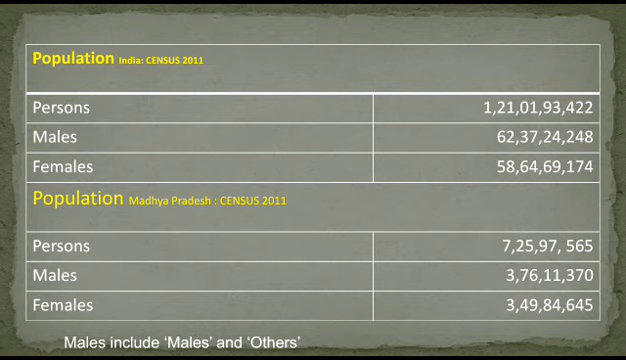 Population India: CENSUS 2011
Persons 1,21,01,93,422
Males 62,37,24,248
Females 58,64,69,174
Population Madhya Pradesh : CENSUS 2011
Persons 7,25,97, 565
Males 3,76,11,370
Females 3,49,84,645
Males include ‘Males’ and ‘Others’